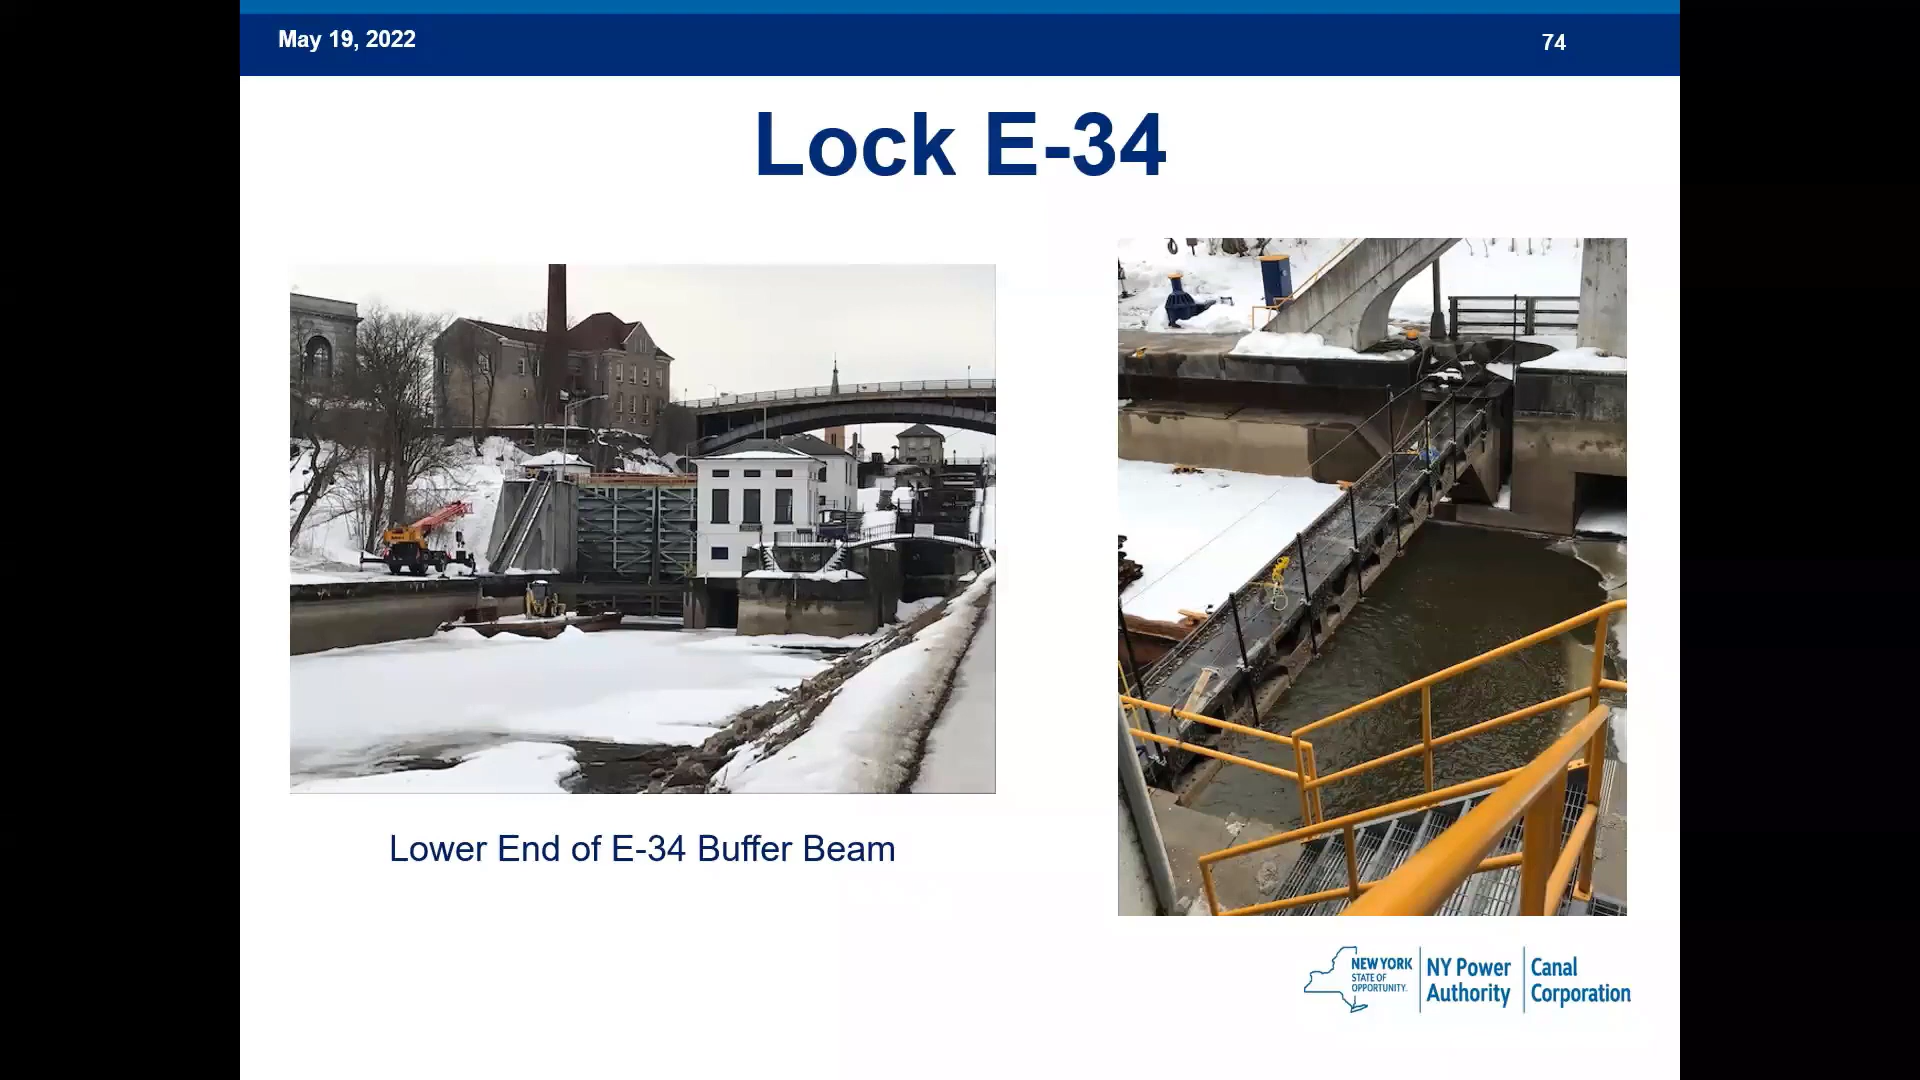 May 19, 2022
74
Lock E-34
Lower End of E-34 Buffer Beam
NEW YORK
STATE OF
OPPORTUNITY.
NY Power
Authority
Canal
Corporation